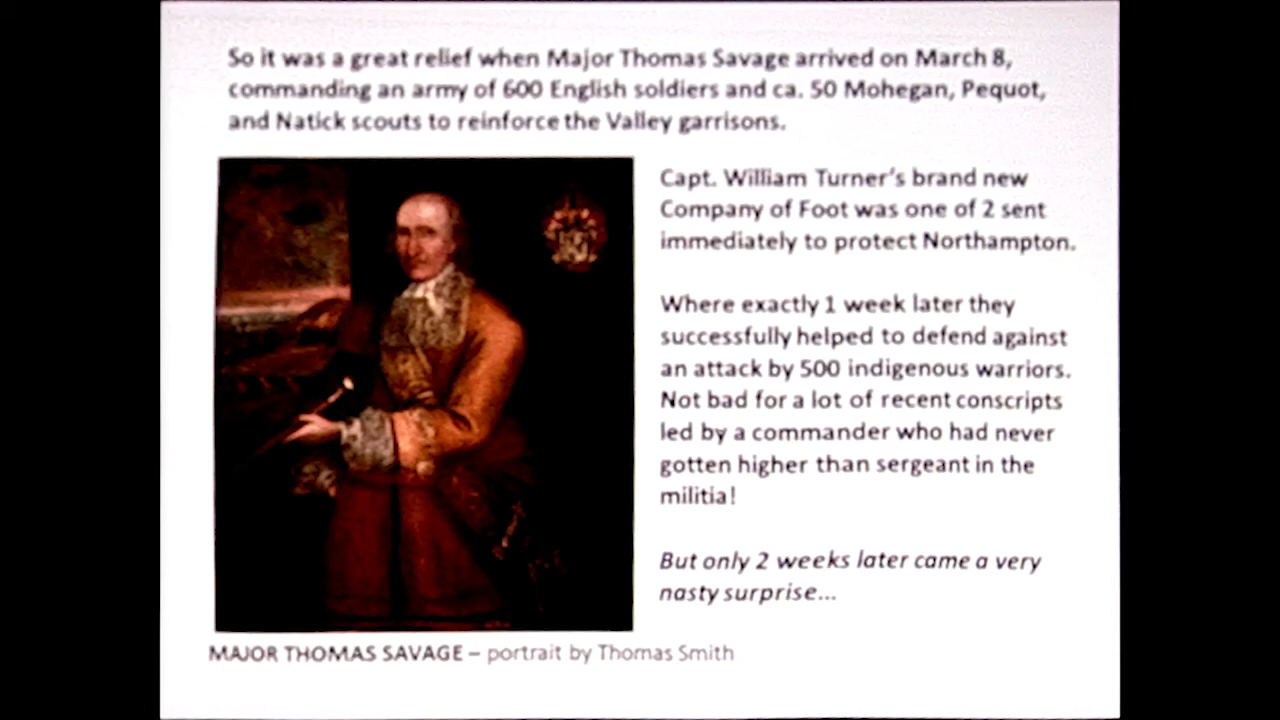 So it was a great relief when Major Thomas Savage arrived on March 8,
commanding an army of 600 English soldiers and ca. 50 Mohegan, Pequot,
and Natick scouts to reinforce the Valley garrisons.
Capt. William Turner's brand new
Company of Foot was one of 2 sent
immediately to protect Northampton.
Where exactly 1 week later they
successfully helped to defend against
an attack by 500 indigenous warriors.
Not bad for a lot of recent conscripts
led by a commander who had never
gotten higher than sergeant in the
militia!
But only 2 weeks later came a very
nasty surprise...
MAJOR THOMAS SAVAGE – portrait by Thomas Smith